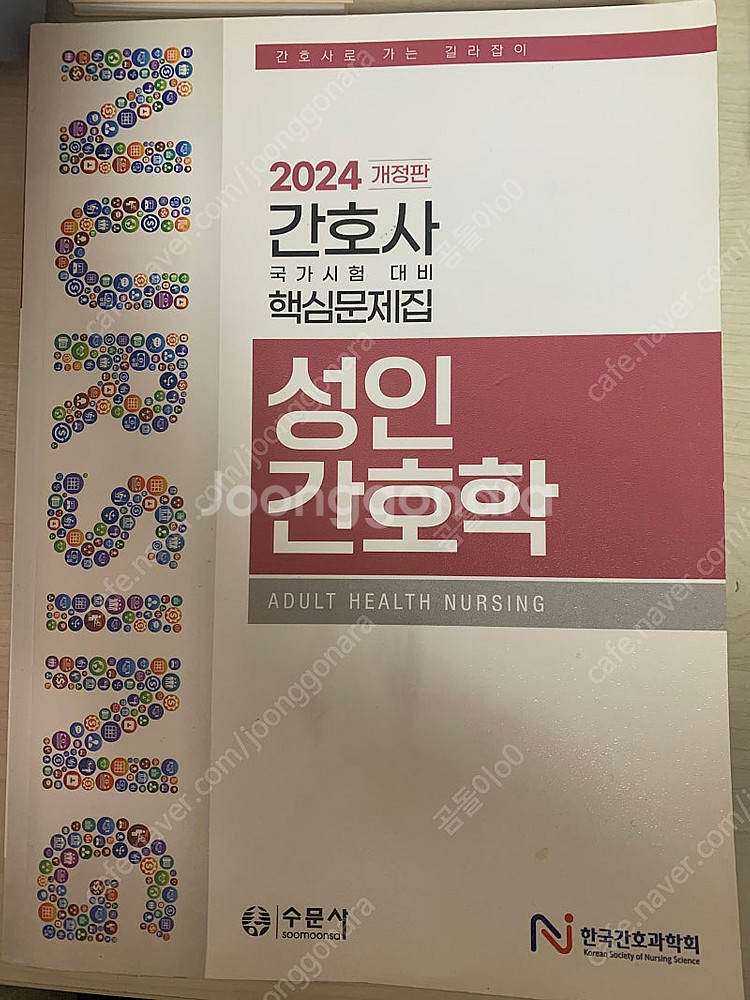 간호사로 가는 길라잡이
2024 개정판
간호사
국가시험 대비
핵심문제집
성인
간호학
ADULT HEALTH NURSING
NURSING
수문사
soomoonsa
한국간호과학회
Korean Society of Nursing Science
Joonggonara
cafe.naver.com/joonggonara
곰돌이o0